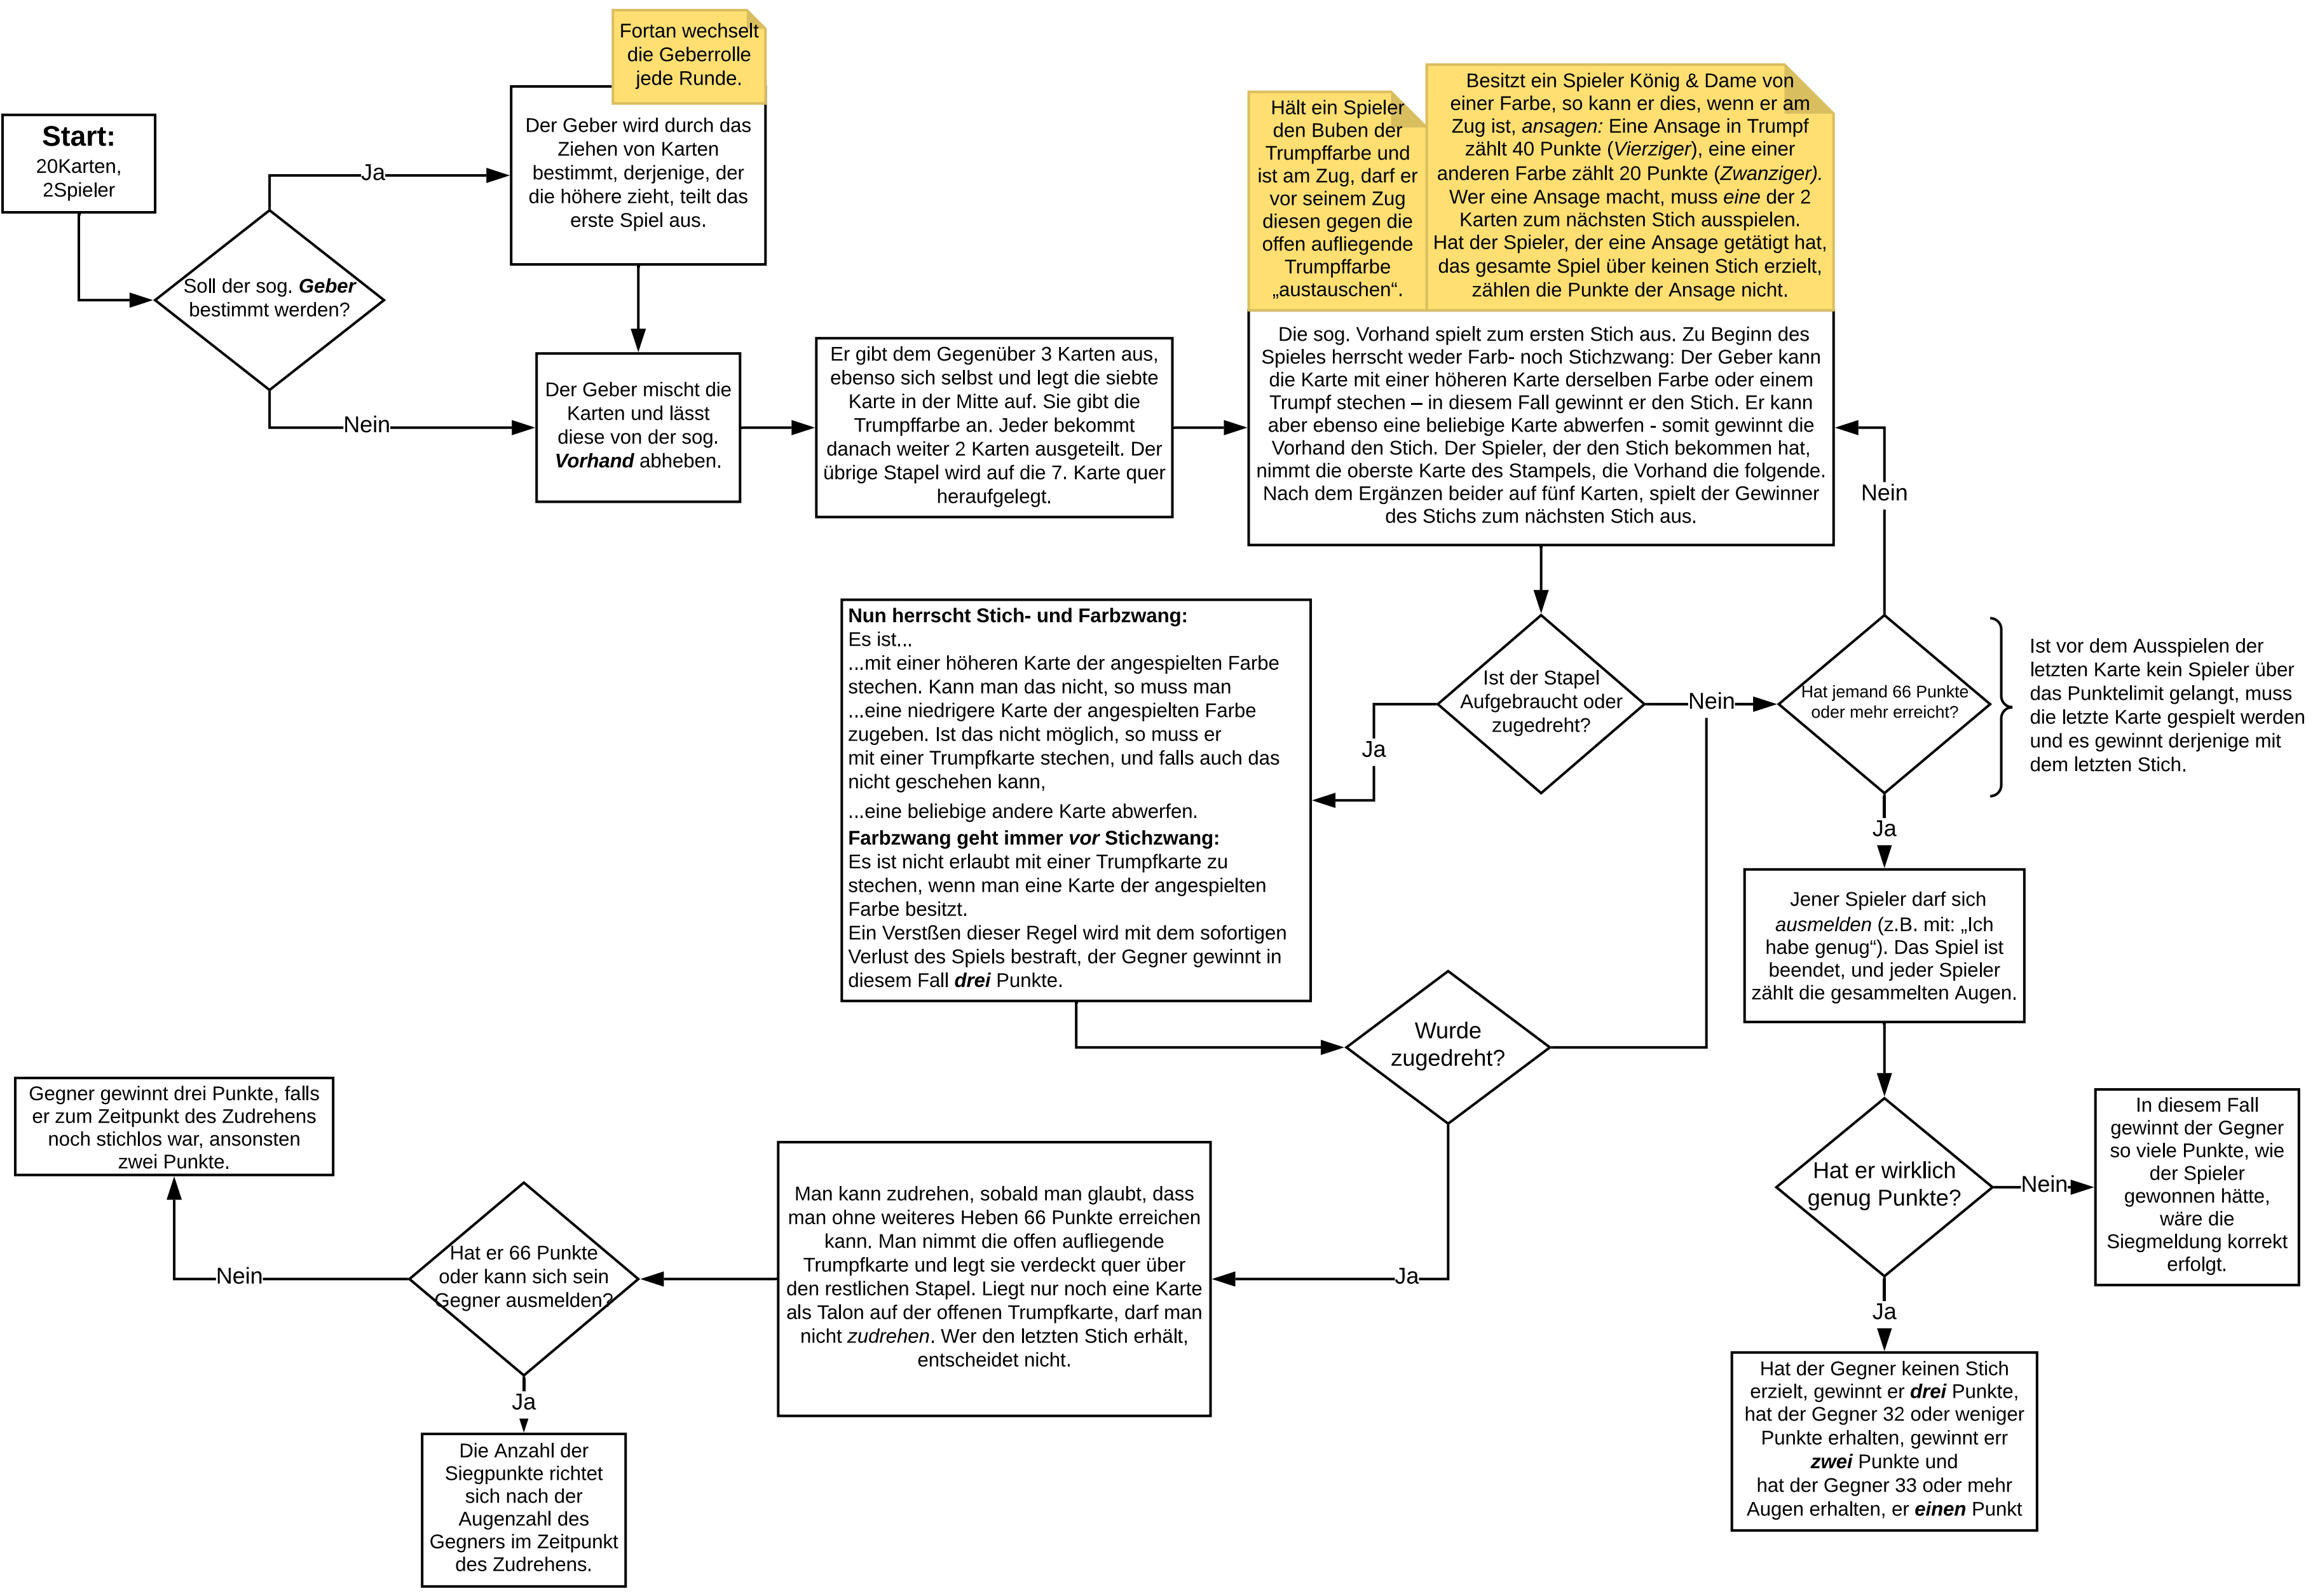 Fortan wechselt
die Geberrolle
jede Runde.
Start:
20Karten,
2Spieler
Ja
Der Geber wird durch das
Ziehen von Karten
bestimmt, derjenige, der
die höhere zieht, teilt das
erste Spiel aus.
Soll der sog. Geber
bestimmt werden?
Nein
Der Geber mischt die
Karten und lässt
diese von der sog.
Vorhand abheben.
Er gibt dem Gegenüber 3 Karten aus,
ebenso sich selbst und legt die siebte
Karte in der Mitte auf. Sie gibt die
Trumpffarbe an. Jeder bekommt
danach weiter 2 Karten ausgeteilt. Der
übrige Stapel wird auf die 7. Karte quer
heraufgelegt.
Hält ein Spieler
den Buben der
Trumpffarbe und
ist am Zug, darf er
vor seinem Zug
diesen gegen die
offen aufliegende
Trumpffarbe
„austauschen“.
Besitzt ein Spieler König & Dame von
einer Farbe, so kann er dies, wenn er am
Zug ist, ansagen: Eine Ansage in Trumpf
zählt 40 Punkte (Vierziger), eine einer
anderen Farbe zählt 20 Punkte (Zwanziger).
Wer eine Ansage macht, muss eine der 2
Karten zum nächsten Stich ausspielen.
Hat der Spieler, der eine Ansage getätigt hat,
das gesamte Spiel über keinen Stich erzielt,
zählen die Punkte der Ansage nicht.
Die sog. Vorhand spielt zum ersten Stich aus. Zu Beginn des
Spieles herrscht weder Farb- noch Stichzwang: Der Geber kann
die Karte mit einer höheren Karte derselben Farbe oder einem
Trumpf stechen – in diesem Fall gewinnt er den Stich. Er kann
aber ebenso eine beliebige Karte abwerfen - somit gewinnt die
Vorhand den Stich. Der Spieler, der den Stich bekommen hat,
nimmt die oberste Karte des Stampels, die Vorhand die folgende.
Nach dem Ergänzen beider auf fünf Karten, spielt der Gewinner
des Stichs zum nächsten Stich aus.
Nein
Nun herrscht Stich- und Farbzwang:
Es ist...
...mit einer höheren Karte der angespielten Farbe
stechen. Kann man das nicht, so muss man
...eine niedrigere Karte der angespielten Farbe
zugeben. Ist das nicht möglich, so muss er
mit einer Trumpfkarte stechen, und falls auch das
nicht geschehen kann,
...eine beliebige andere Karte abwerfen.
Farbzwang geht immer vor Stichzwang:
Es ist nicht erlaubt mit einer Trumpfkarte zu
stechen, wenn man eine Karte der angespielten
Farbe besitzt.
Ein Verstßen dieser Regel wird mit dem sofortigen
Verlust des Spiels bestraft, der Gegner gewinnt in
diesem Fall drei Punkte.
Ja
Ist der Stapel
Aufgebraucht oder
zugedreht?
Nein
Hat jemand 66 Punkte
oder mehr erreicht?
Ist vor dem Ausspielen der
letzten Karte kein Spieler über
das Punktelimit gelangt, muss
die letzte Karte gespielt werden
und es gewinnt derjenige mit
dem letzten Stich.
Ja
Jener Spieler darf sich
ausmelden (z.B. mit: „Ich
habe genug“). Das Spiel ist
beendet, und jeder Spieler
zählt die gesammelten Augen.
Wurde
zugedreht?
Gegner gewinnt drei Punkte, falls
er zum Zeitpunkt des Zudrehens
noch stichlos war, ansonsten
zwei Punkte.
Nein
Hat er 66 Punkte
oder kann sich sein
Gegner ausmelden?
Man kann zudrehen, sobald man glaubt, dass
man ohne weiteres Heben 66 Punkte erreichen
kann. Man nimmt die offen aufliegende
Trumpfkarte und legt sie verdeckt quer über
den restlichen Stapel. Liegt nur noch eine Karte
als Talon auf der offenen Trumpfkarte, darf man
nicht zudrehen. Wer den letzten Stich erhält,
entscheidet nicht.
Ja
Hat er wirklich
genug Punkte?
Nein
In diesem Fall
gewinnt der Gegner
so viele Punkte, wie
der Spieler
gewonnen hätte,
wäre die
Siegmeldung korrekt
erfolgt.
Ja
Hat der Gegner keinen Stich
erzielt, gewinnt er drei Punkte,
hat der Gegner 32 oder weniger
Punkte erhalten, gewinnt err
zwei Punkte und
hat der Gegner 33 oder mehr
Augen erhalten, er einen Punkt
Ja
Die Anzahl der
Siegpunkte richtet
sich nach der
Augenzahl des
Gegners im Zeitpunkt
des Zudrehens.